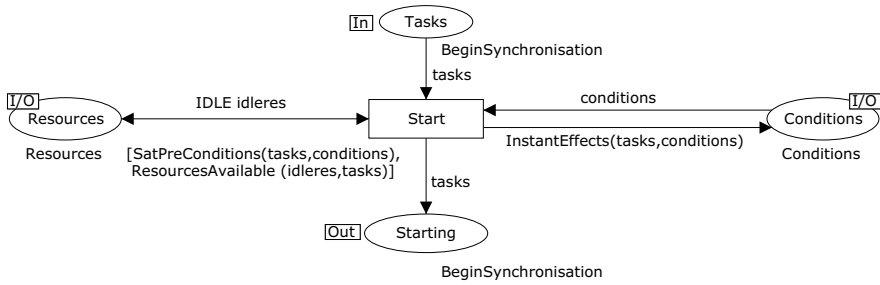 In
Tasks
BeginSynchronisation
tasks
I/O
Resources
Resources
IDLE idleres
Start
conditions
I/O
Conditions
Conditions
InstantEffects(tasks,conditions)
[SatPreConditions(tasks,conditions),
ResourcesAvailable (idleres,tasks)]
tasks
Out
Starting
BeginSynchronisation